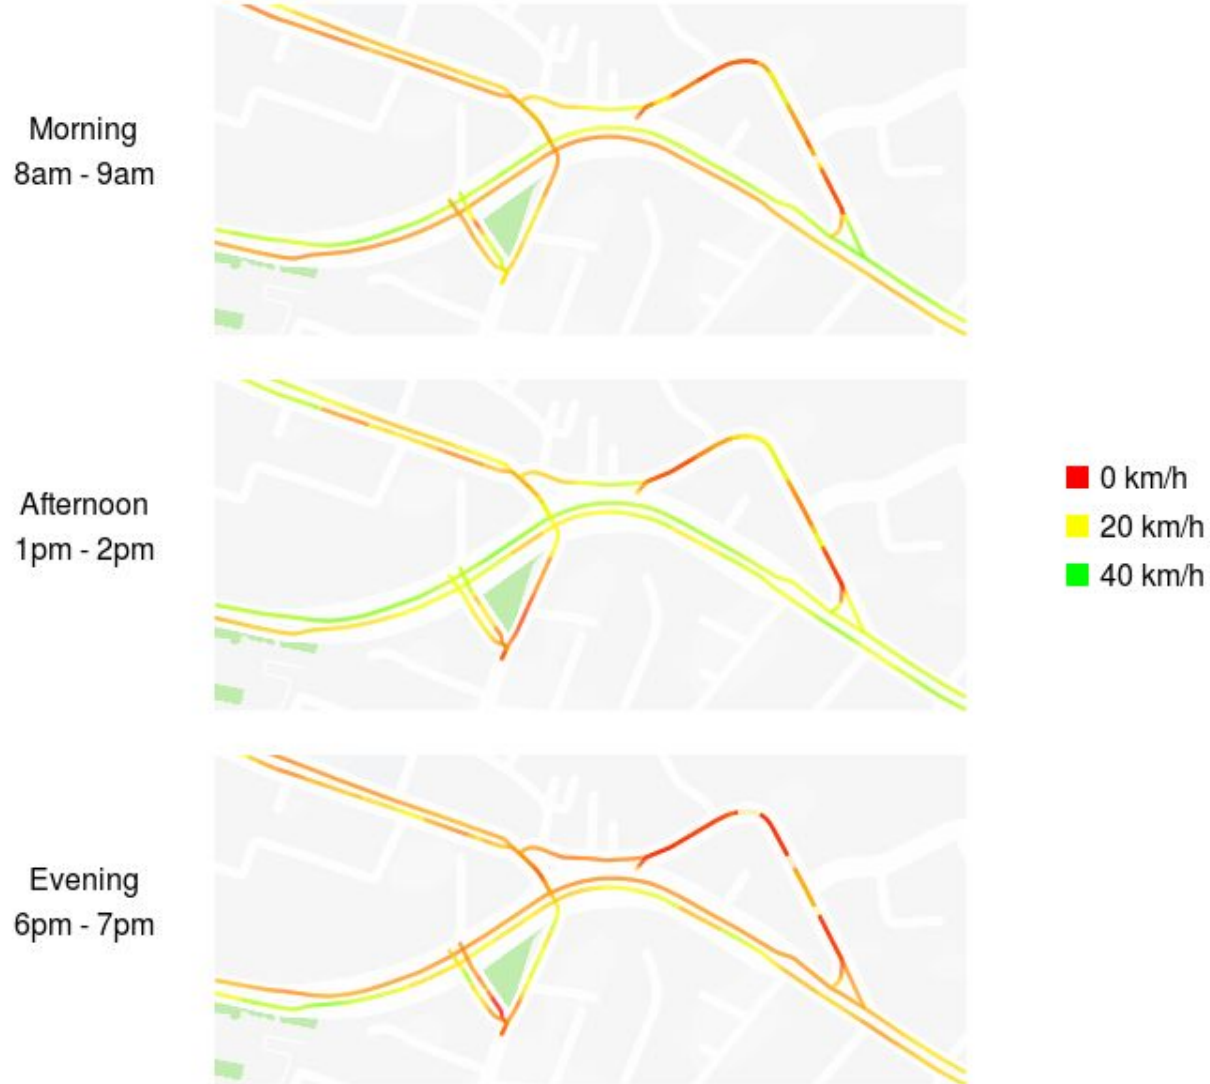 Morning
8am - 9am
Afternoon
1pm - 2pm
0 km/h
20 km/h
40 km/h
Evening
6pm - 7pm